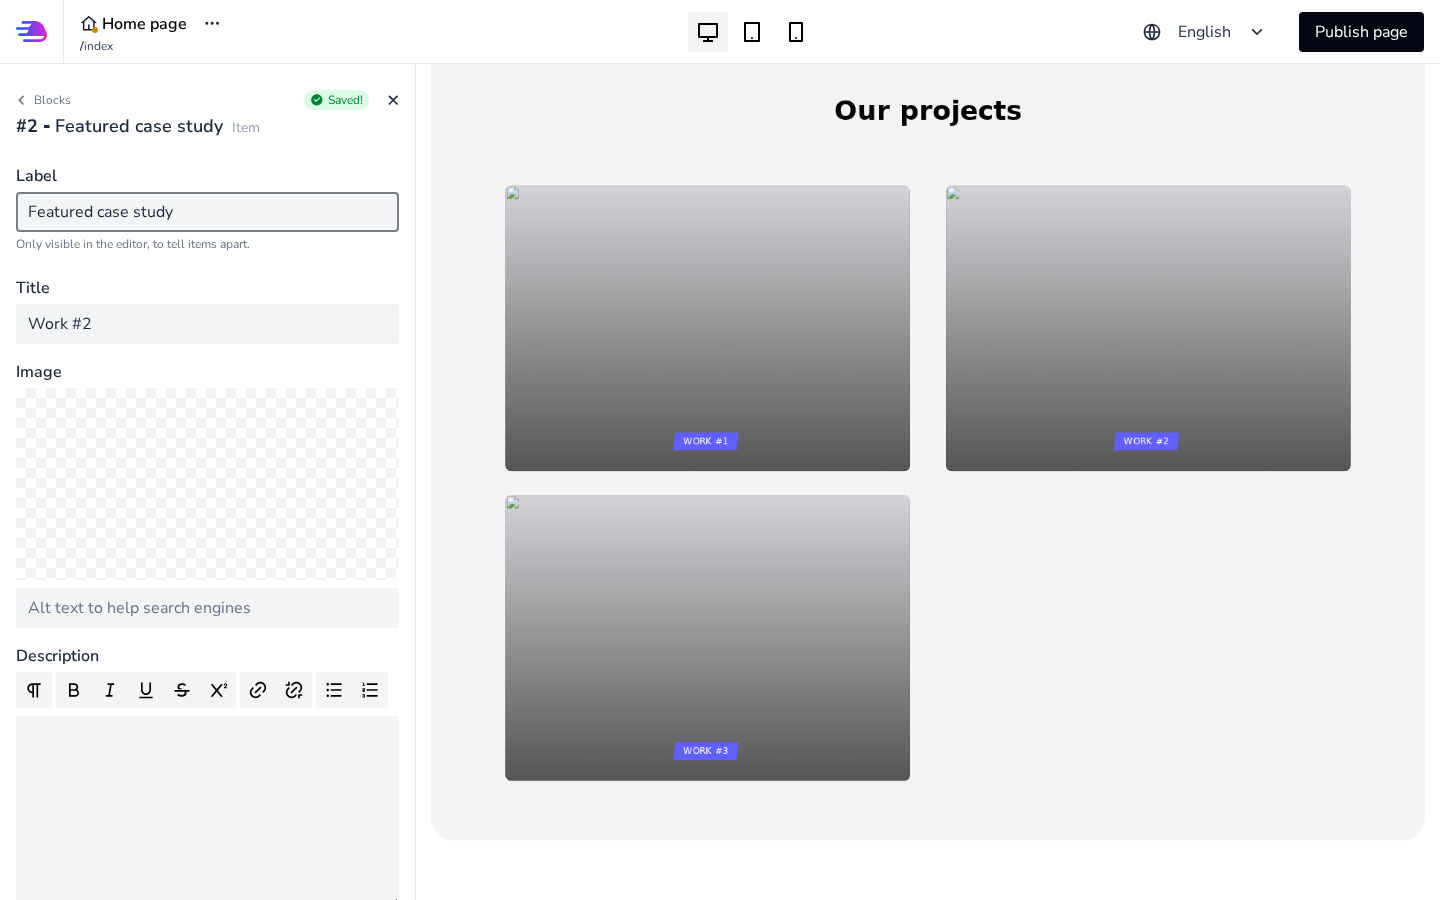 Home page
/index
English
Publish page
Blocks
Saved!
#2 - Featured case study Item
Label
Featured case study
Only visible in the editor, to tell items apart.
Title
Work #2
Image
Alt text to help search engines
Description
Our projects
WORK #1
WORK #2
WORK #3